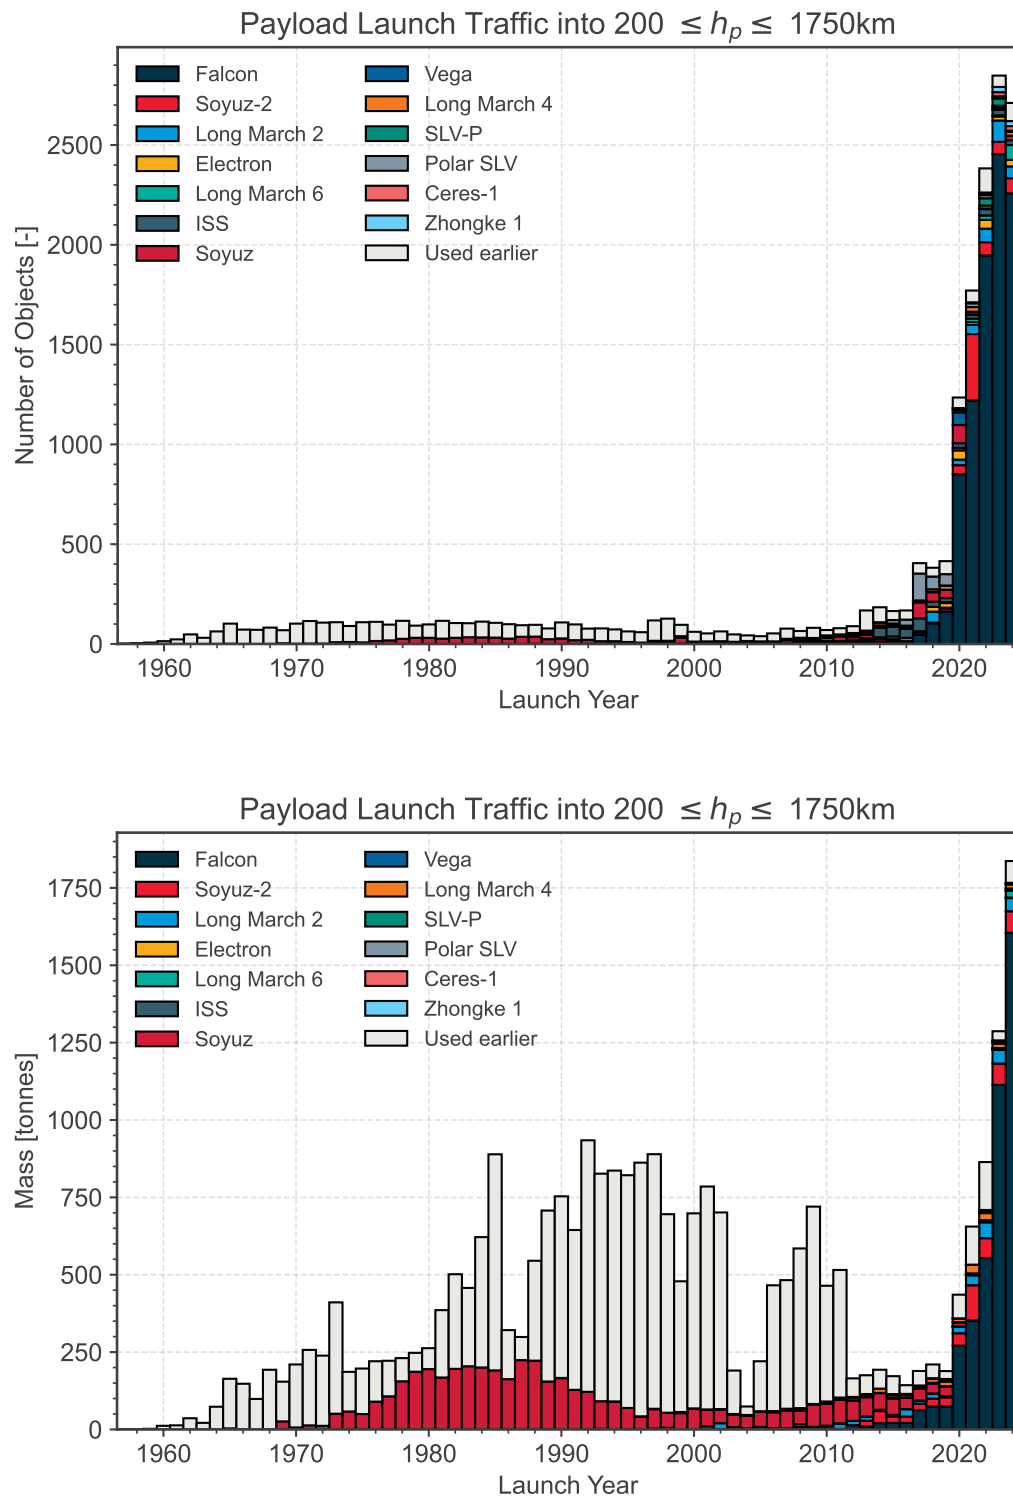 Payload Launch Traffic into 200 ≤ hp ≤ 1750km
Falcon
Soyuz-2
Long March 2
Electron
Long March 6
ISS
Soyuz
Vega
Long March 4
SLV-P
Polar SLV
Ceres-1
Zhongke 1
Used earlier
Number of Objects [-]
2500
2000
1500
1000
500
0
1960 1970 1980 1990 2000 2010 2020
Launch Year
Payload Launch Traffic into 200 ≤ hp ≤ 1750km
Falcon
Soyuz-2
Long March 2
Electron
Long March 6
ISS
Soyuz
Vega
Long March 4
SLV-P
Polar SLV
Ceres-1
Zhongke 1
Used earlier
Mass [tonnes]
1750
1500
1250
1000
750
500
250
0
1960 1970 1980 1990 2000 2010 2020
Launch Year